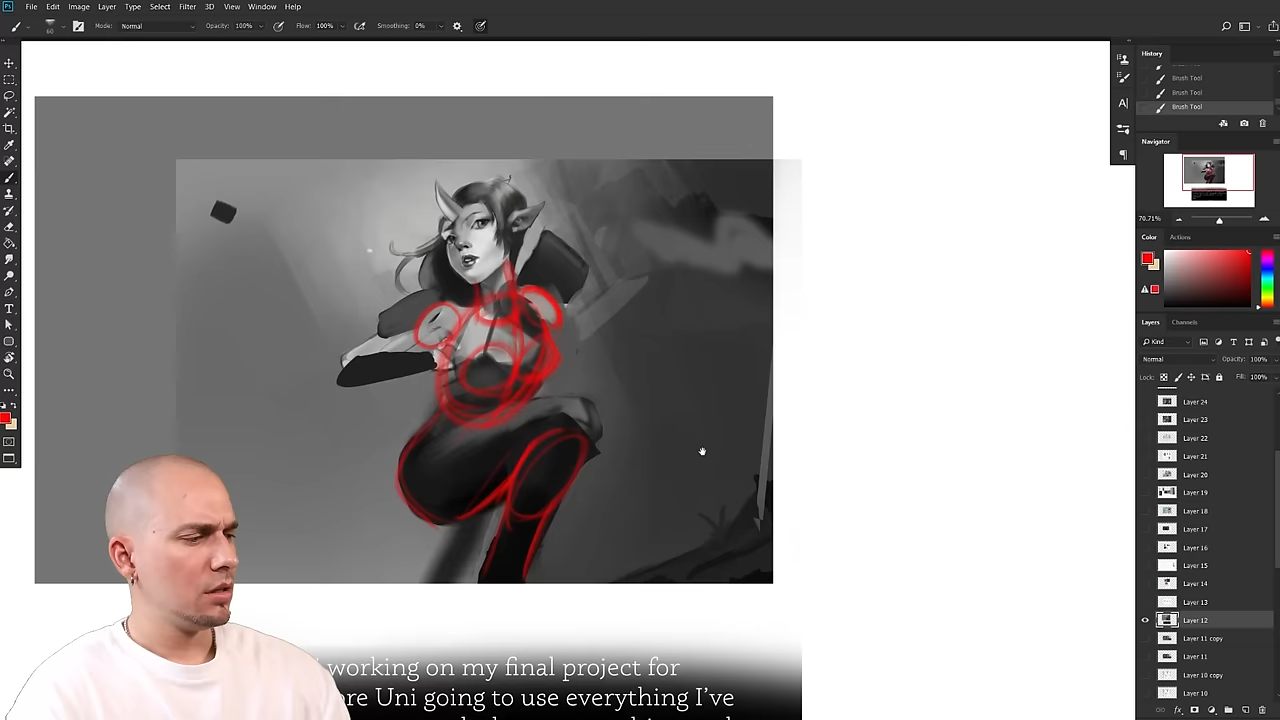 File Edit Image Layer Type Select Filter 3D View Window Help
60 Mode: Normal Opacity: 100% Flow: 100% Smoothing: 0%
History
Brush Tool
Brush Tool
Brush Tool
Navigator
70.71%
Color Actions
Layers Channels
Kind
Normal Opacity: 100%
Lock: Fill: 100%
Layer 24
Layer 23
Layer 22
Layer 21
Layer 20
Layer 19
Layer 18
Layer 17
Layer 16
Layer 15
Layer 14
Layer 13
Layer 12
Layer 11 copy
Layer 11
Layer 10 copy
Layer 10
working on my final project for
Uni going to use everything I've